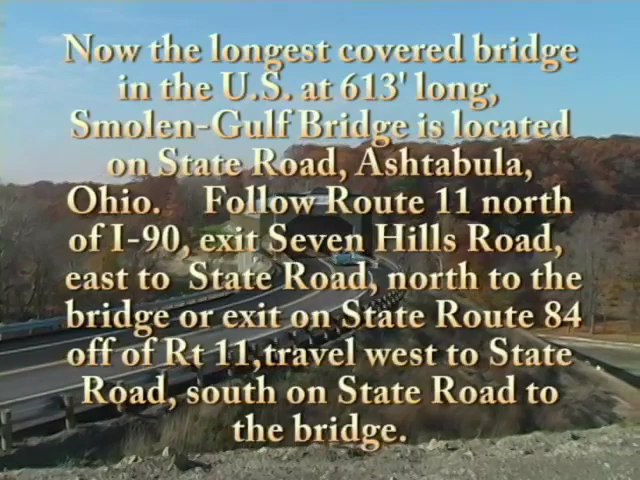 Now the longest covered bridge
in the U.S. at 613' long,
Smolen-Gulf Bridge is located
on State Road, Ashtabula,
Ohio. Follow Route 11 north
of I-90, exit Seven Hills Road,
east to State Road, north to the
bridge or exit on State Route 84
off of Rt 11,travel west to State
Road, south on State Road to
the bridge.